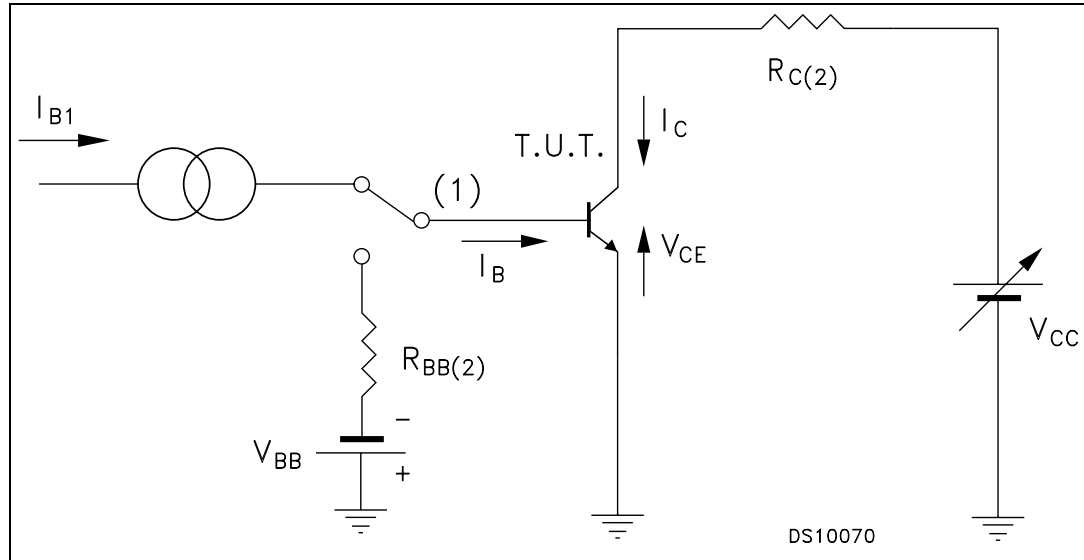 R_C(2)
I_B1
I_C
T.U.T.
(1)
V_CE
I_B
V_CC
R_BB(2)
−
V_BB
+
DS10070